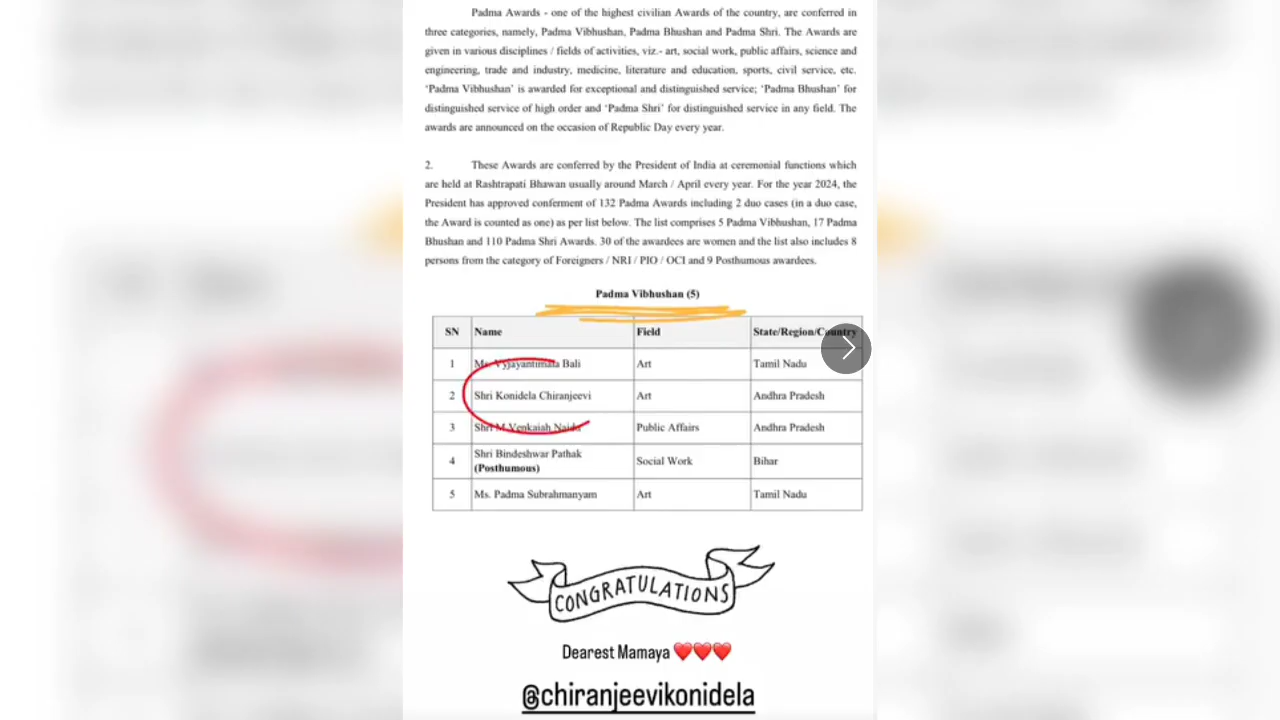 Padma Awards - one of the highest civilian Awards of the country, are conferred in
three categories, namely, Padma Vibhushan, Padma Bhushan and Padma Shri. The Awards are
given in various disciplines / fields of activities, viz.- art, social work, public affairs, science and
engineering, trade and industry, medicine, literature and education, sports, civil service, etc.
‘Padma Vibhushan’ is awarded for exceptional and distinguished service; ‘Padma Bhushan’ for
distinguished service of high order and ‘Padma Shri’ for distinguished service in any field. The
awards are announced on the occasion of Republic Day every year.
2. These Awards are conferred by the President of India at ceremonial functions which
are held at Rashtrapati Bhawan usually around March / April every year. For the year 2024, the
President has approved conferment of 132 Padma Awards including 2 duo cases (in a duo case,
the Award is counted as one) as per list below. The list comprises 5 Padma Vibhushan, 17 Padma
Bhushan and 110 Padma Shri Awards. 30 of the awardees are women and the list also includes 8
persons from the category of Foreigners / NRI / PIO / OCI and 9 Posthumous awardees.
Padma Vibhushan (5)
SN Name Field State/Region/Country
1 Ms. Vyjayantimala Bali Art Tamil Nadu
2 Shri Konidela Chiranjeevi Art Andhra Pradesh
3 Shri M Venkaiah Naidu Public Affairs Andhra Pradesh
4 Shri Bindeshwar Pathak Social Work Bihar
(Posthumous)
5 Ms. Padma Subrahmanyam Art Tamil Nadu
CONGRATULATIONS
Dearest Mamaya ❤️❤️❤️
@chiranjeevikonidela